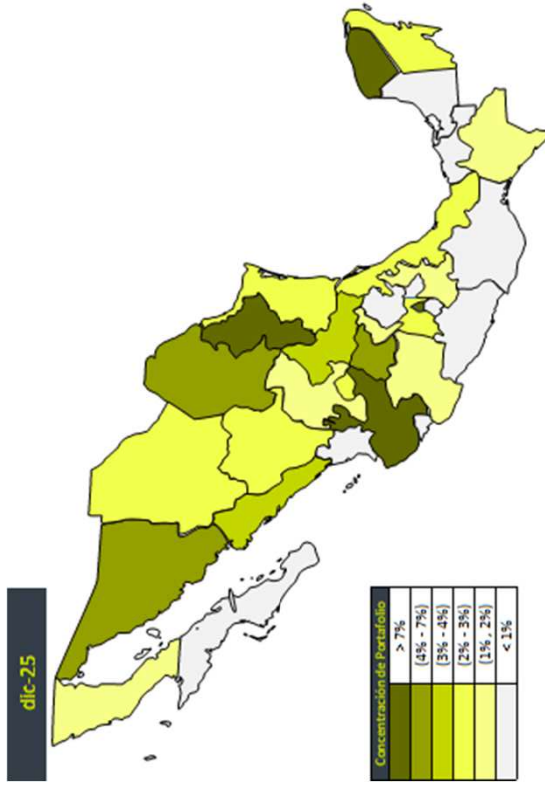 dic-25
Concentración de Portafolio
> 7%
(4% - 7%)
(3% - 4%)
(2% - 3%)
(1% , 2%)
< 1%